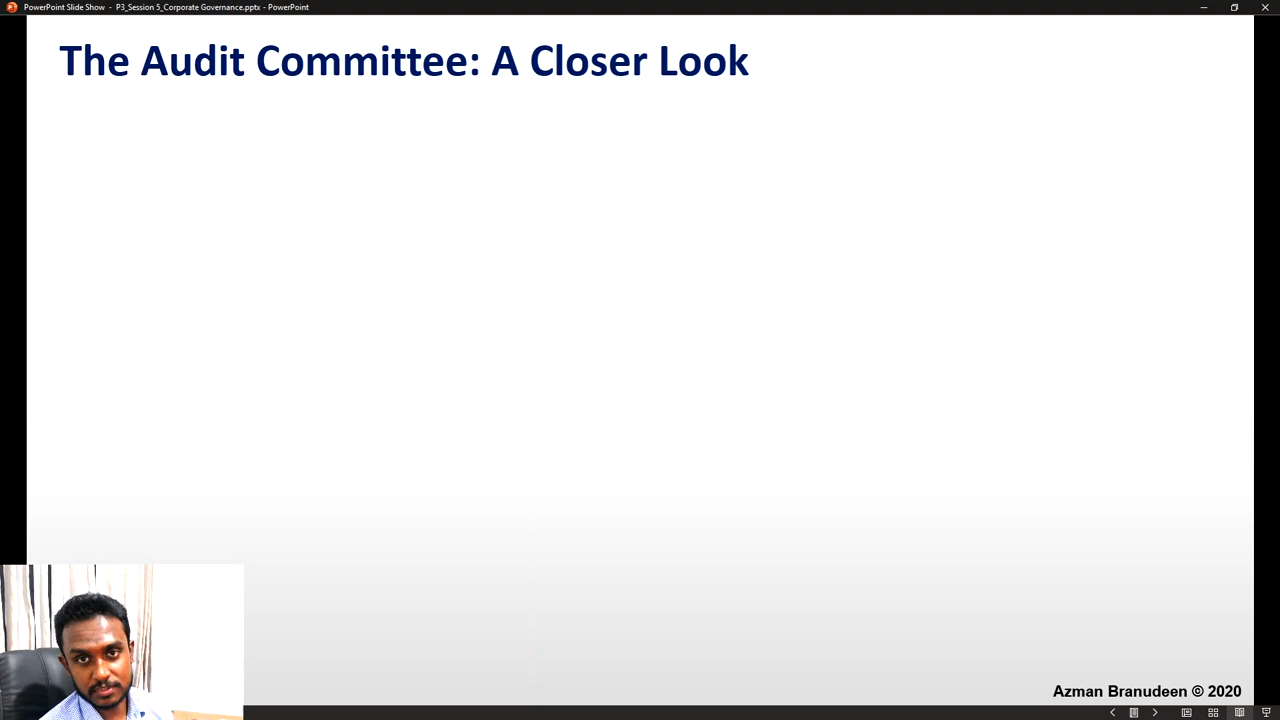 PowerPoint Slide Show - P3_Session 5_Corporate Governance.pptx - PowerPoint
The Audit Committee: A Closer Look
Azman Branudeen © 2020